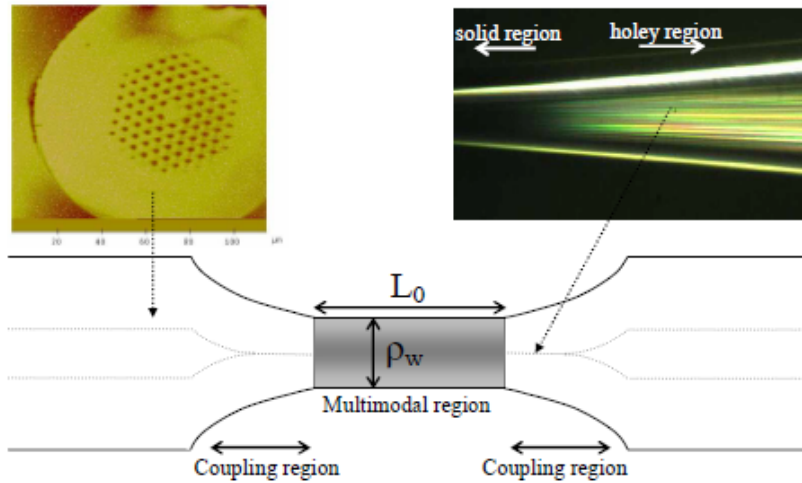 solid region
holey region
20
40
60
80
100
μm
L0
ρw
Multimodal region
Coupling region
Coupling region